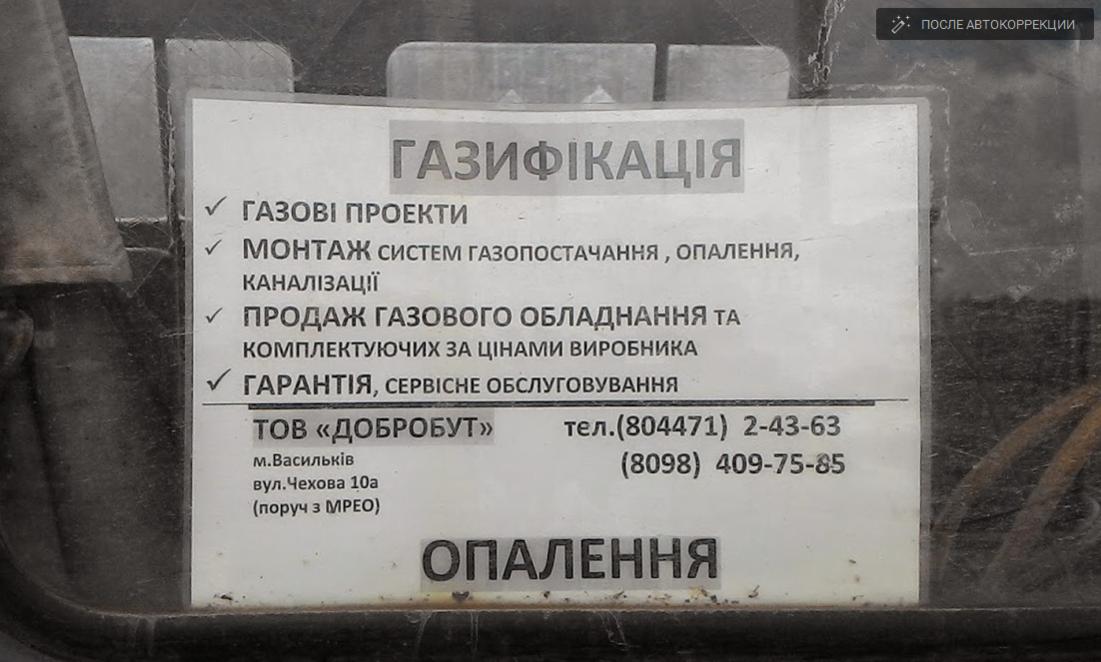 ПОСЛЕ АВТОКОРРЕКЦИИ
ГАЗИФІКАЦІЯ
✓ ГАЗОВІ ПРОЕКТИ
✓ МОНТАЖ СИСТЕМ ГАЗОПОСТАЧАННЯ , ОПАЛЕННЯ,
КАНАЛІЗАЦІЇ
✓ ПРОДАЖ ГАЗОВОГО ОБЛАДНАННЯ ТА
КОМПЛЕКТУЮЧИХ ЗА ЦІНАМИ ВИРОБНИКА
✓ ГАРАНТІЯ, СЕРВІСНЕ ОБСЛУГОВУВАННЯ
ТОВ «ДОБРОБУТ» тел.(804471) 2-43-63
(8098) 409-75-85
м.Васильків
вул.Чехова 10а
(поруч з МРЕО)
ОПАЛЕННЯ